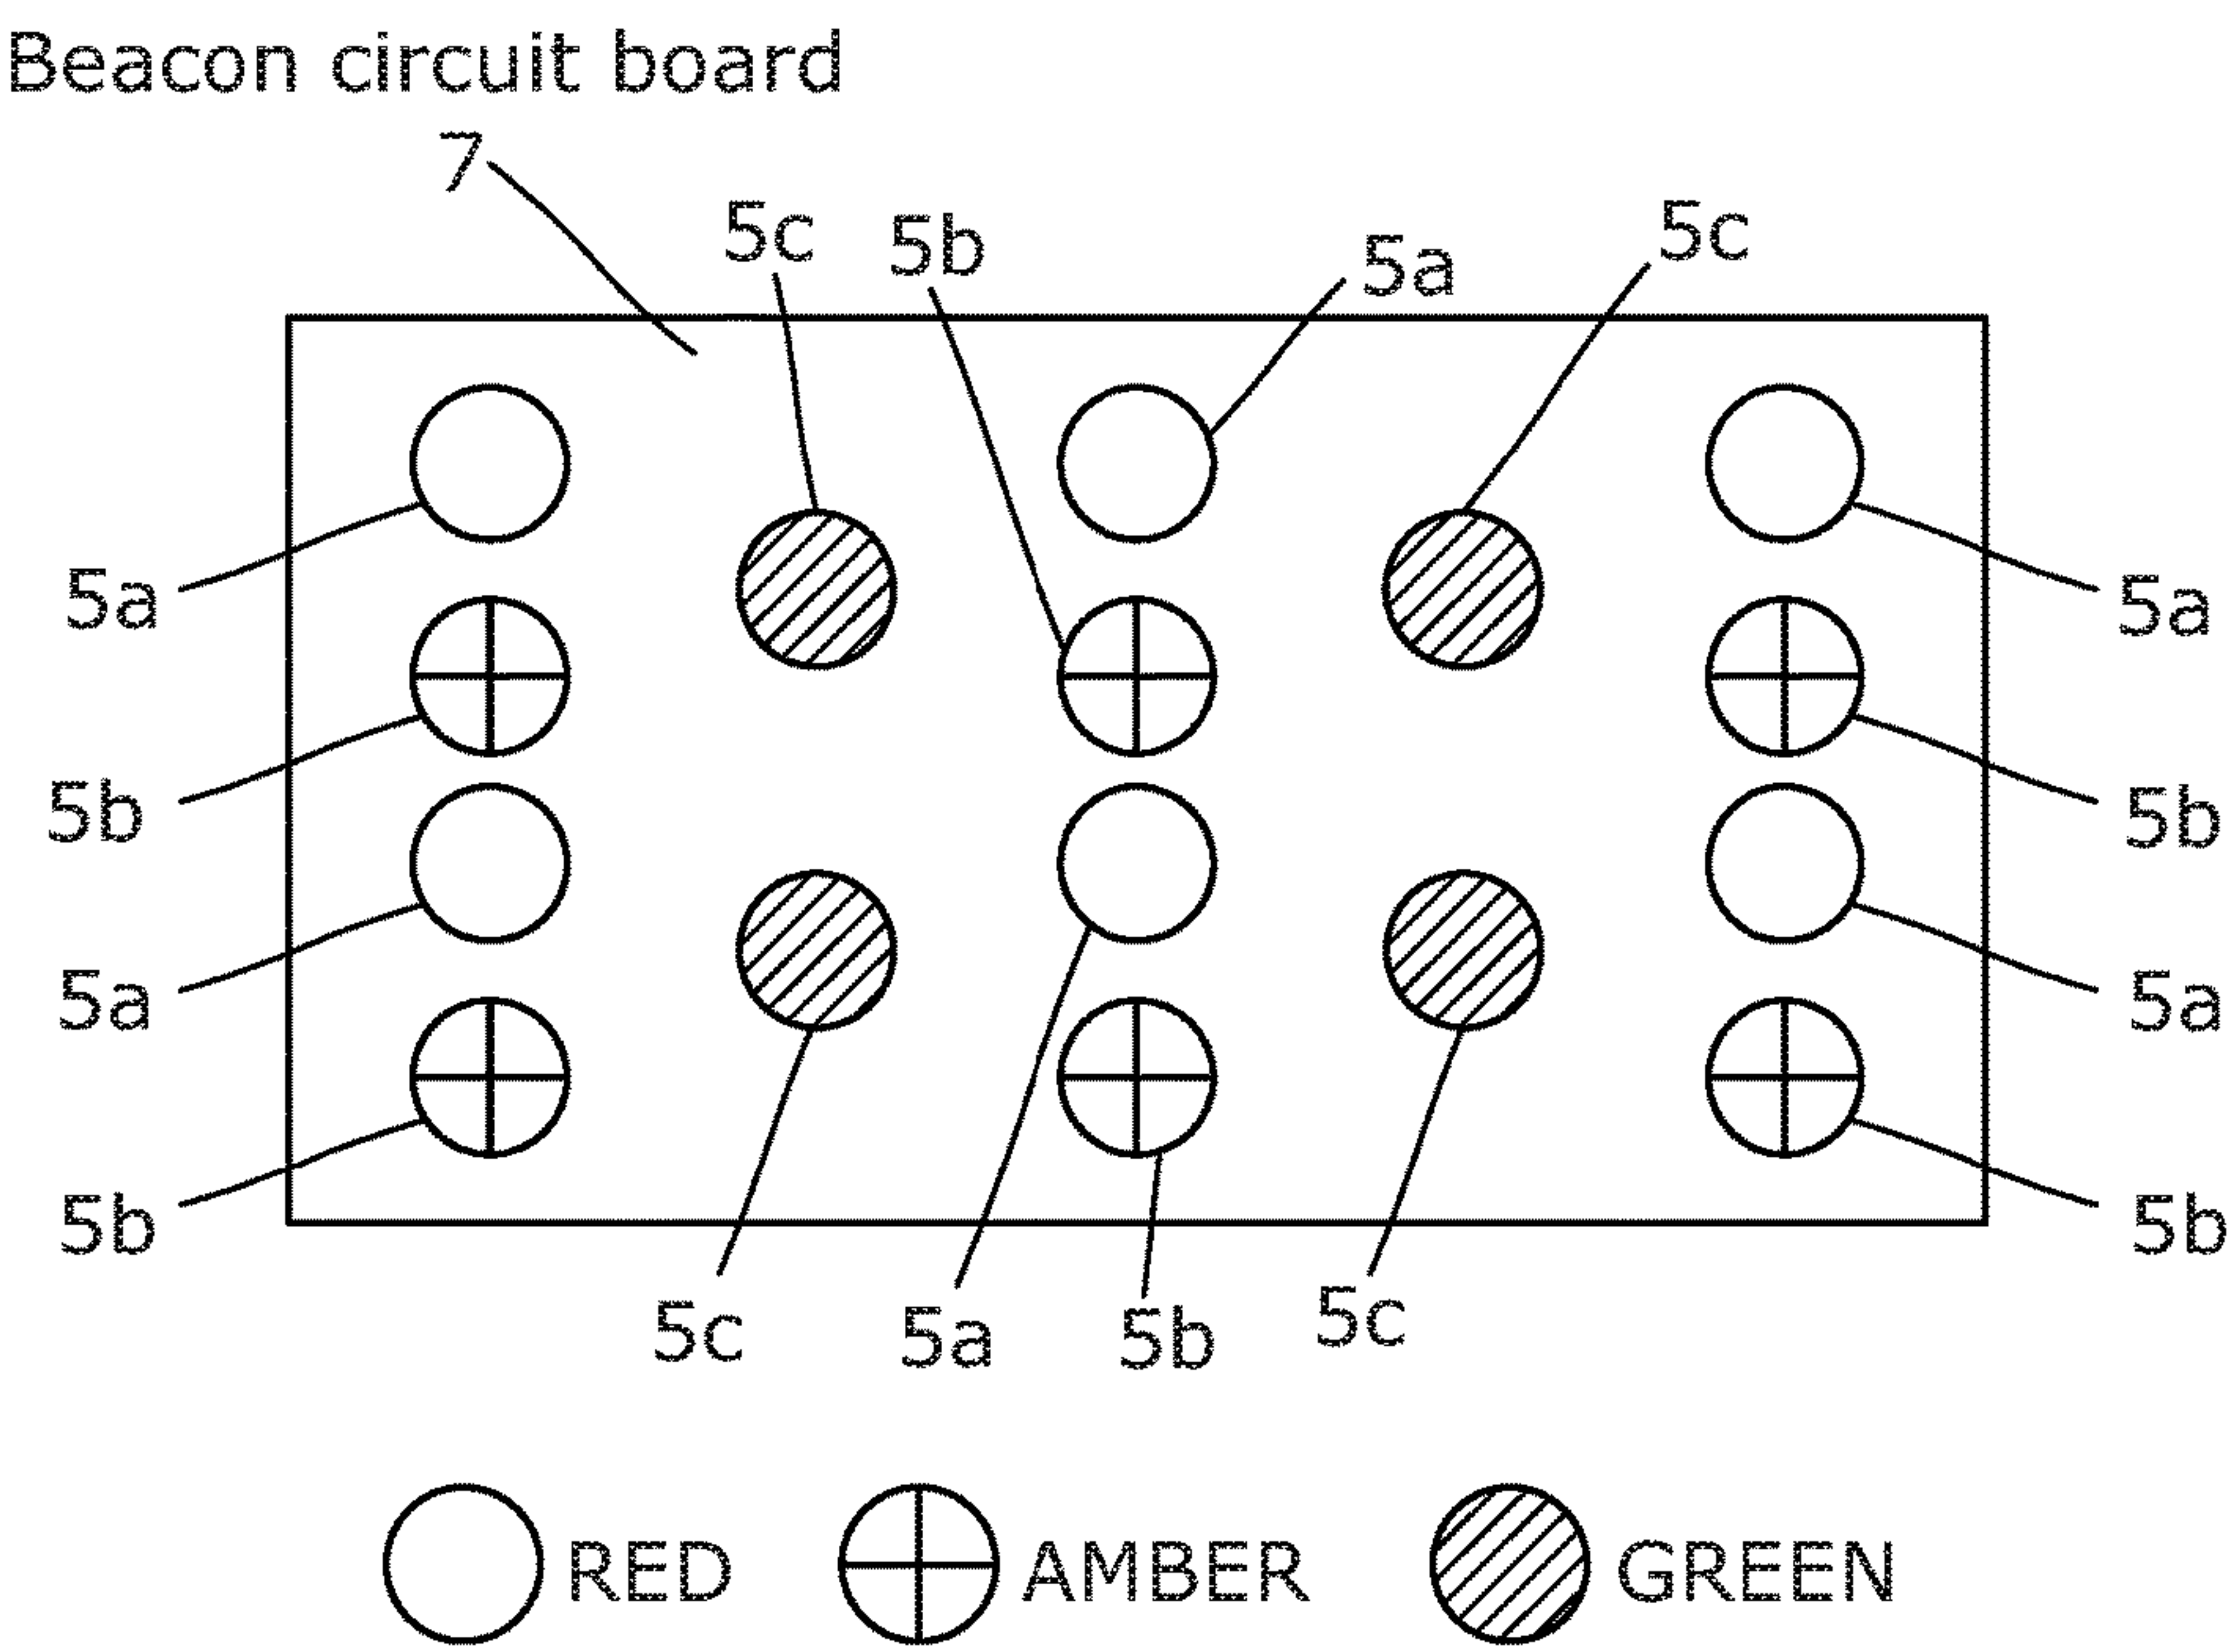 Beacon circuit board
7
5c 5b 5a 5c
5a 5a
5b 5b
5a 5a
5b 5b
5c 5a 5b 5c
RED AMBER GREEN